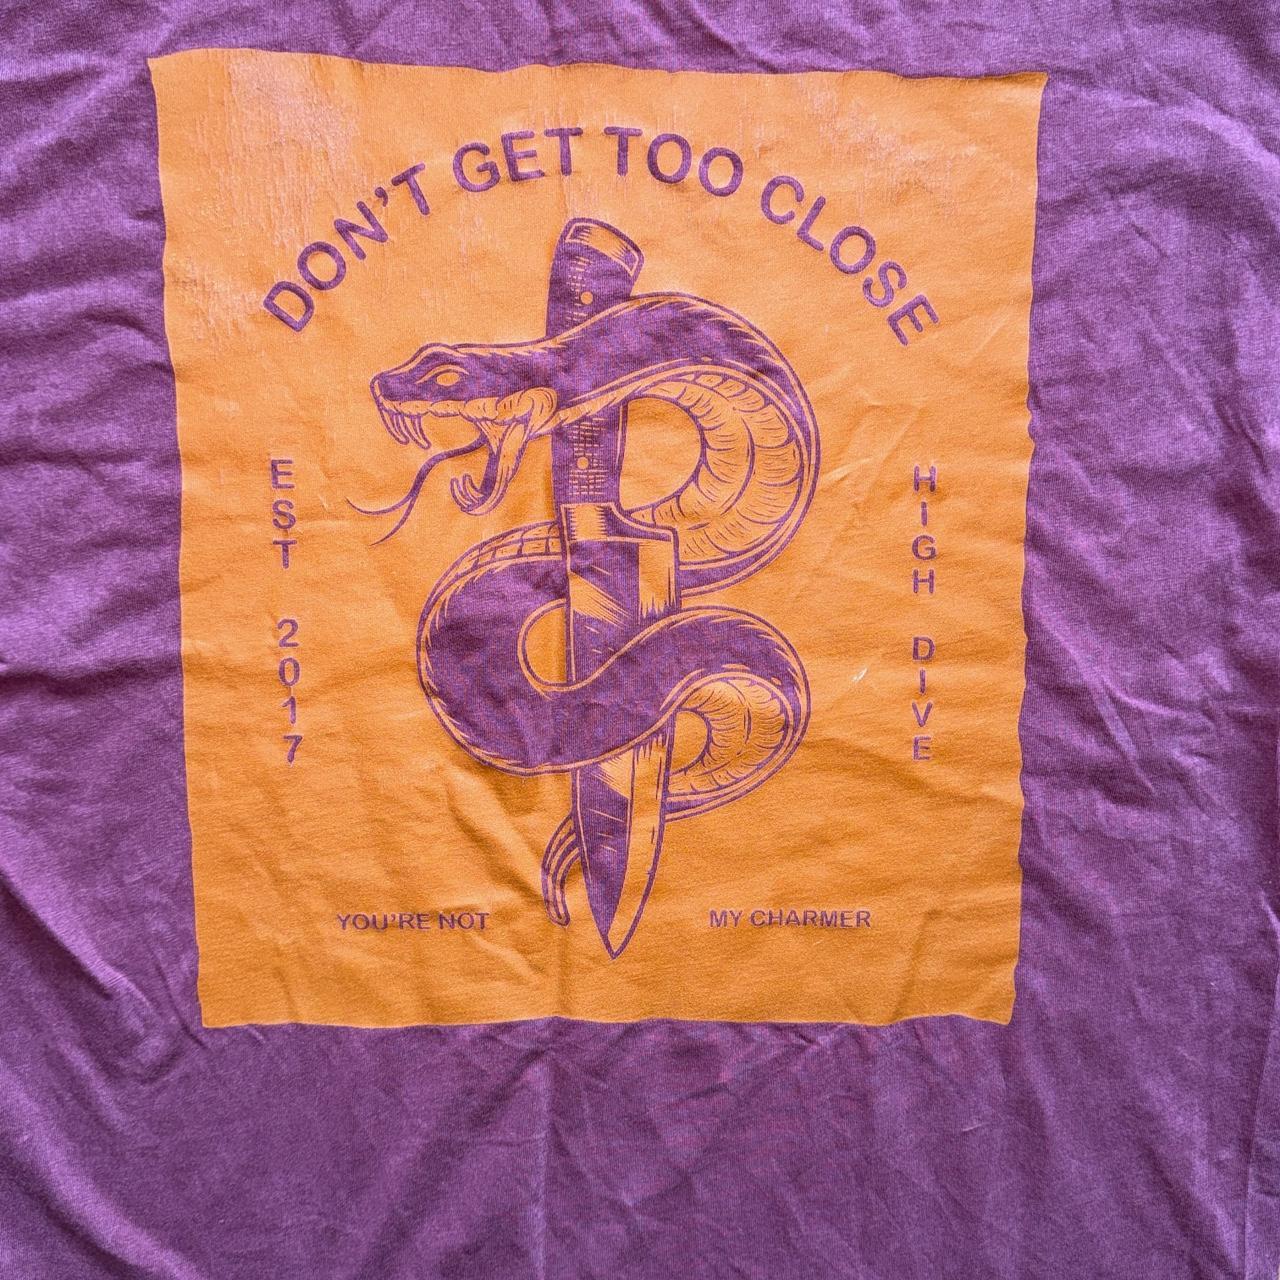 DON'T GET TOO CLOSE
EST 2017
HIGH DIVE
YOU'RE NOT MY CHARMER